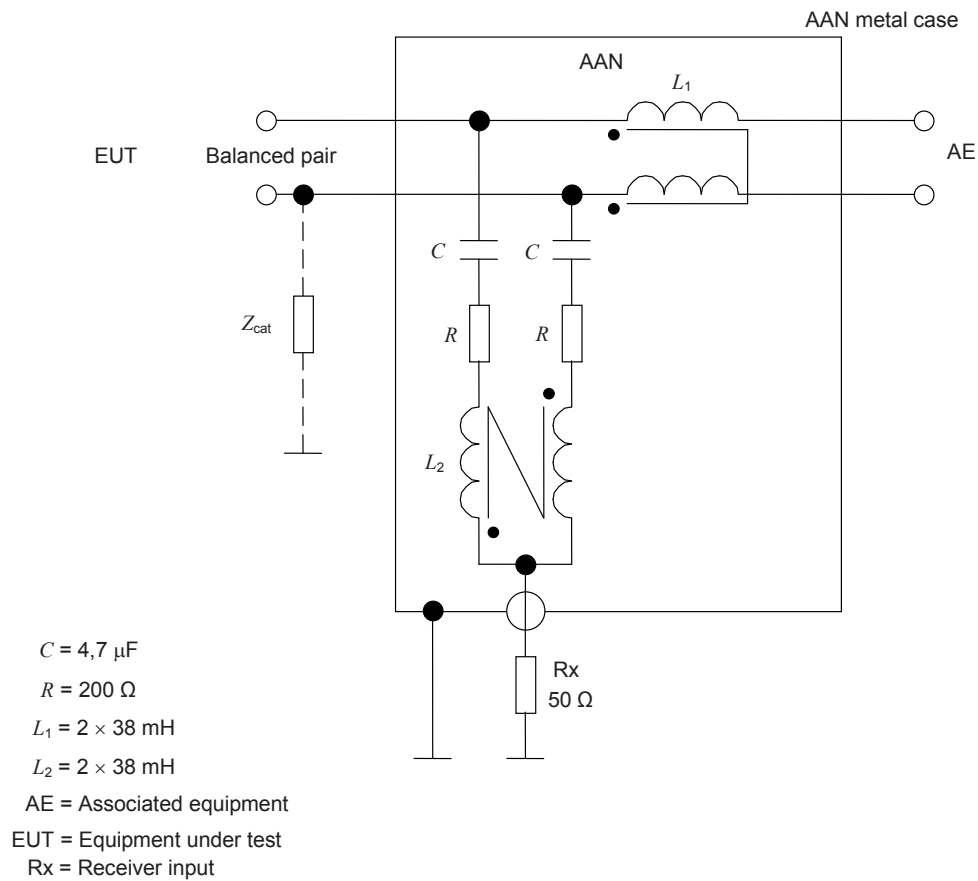 AAN metal case
AAN
L1
EUT
Balanced pair
AE
C
C
Zcat
R
R
L2
Rx
50 Ω
C = 4,7 μF
R = 200 Ω
L1 = 2 × 38 mH
L2 = 2 × 38 mH
AE = Associated equipment
EUT = Equipment under test
Rx = Receiver input